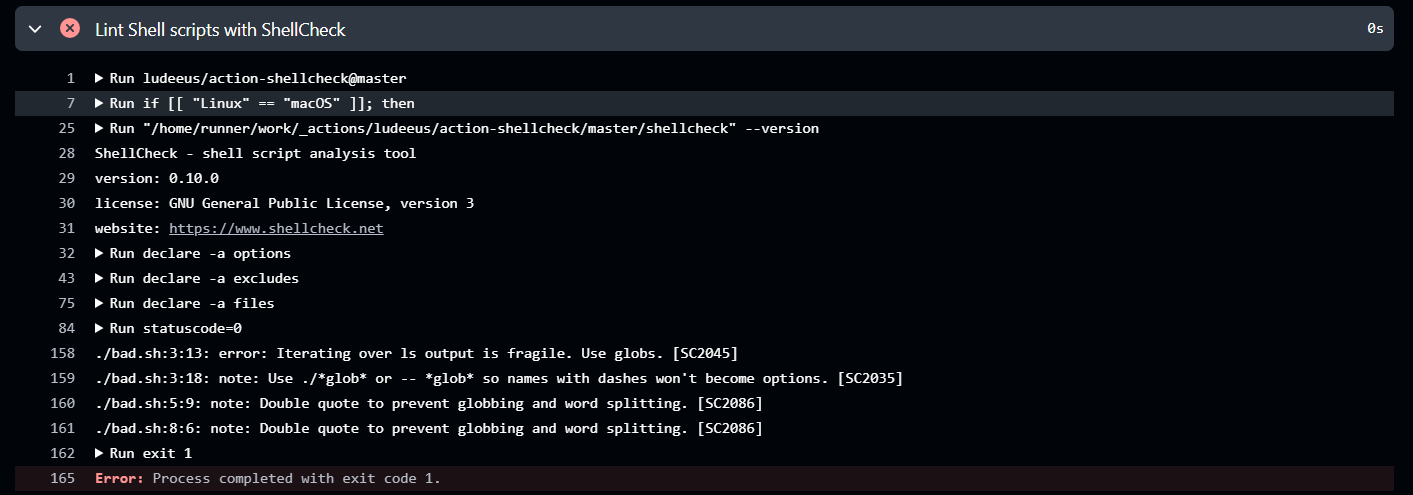 Lint Shell scripts with ShellCheck 0s
1 Run ludeeus/action-shellcheck@master
7 Run if [[ "Linux" == "macOS" ]]; then
25 Run "/home/runner/work/_actions/ludeeus/action-shellcheck/master/shellcheck" --version
28 ShellCheck - shell script analysis tool
29 version: 0.10.0
30 license: GNU General Public License, version 3
31 website: https://www.shellcheck.net
32 Run declare -a options
43 Run declare -a excludes
75 Run declare -a files
84 Run statuscode=0
158 ./bad.sh:3:13: error: Iterating over ls output is fragile. Use globs. [SC2045]
159 ./bad.sh:3:18: note: Use ./*glob* or -- *glob* so names with dashes won't become options. [SC2035]
160 ./bad.sh:5:9: note: Double quote to prevent globbing and word splitting. [SC2086]
161 ./bad.sh:8:6: note: Double quote to prevent globbing and word splitting. [SC2086]
162 Run exit 1
165 Error: Process completed with exit code 1.